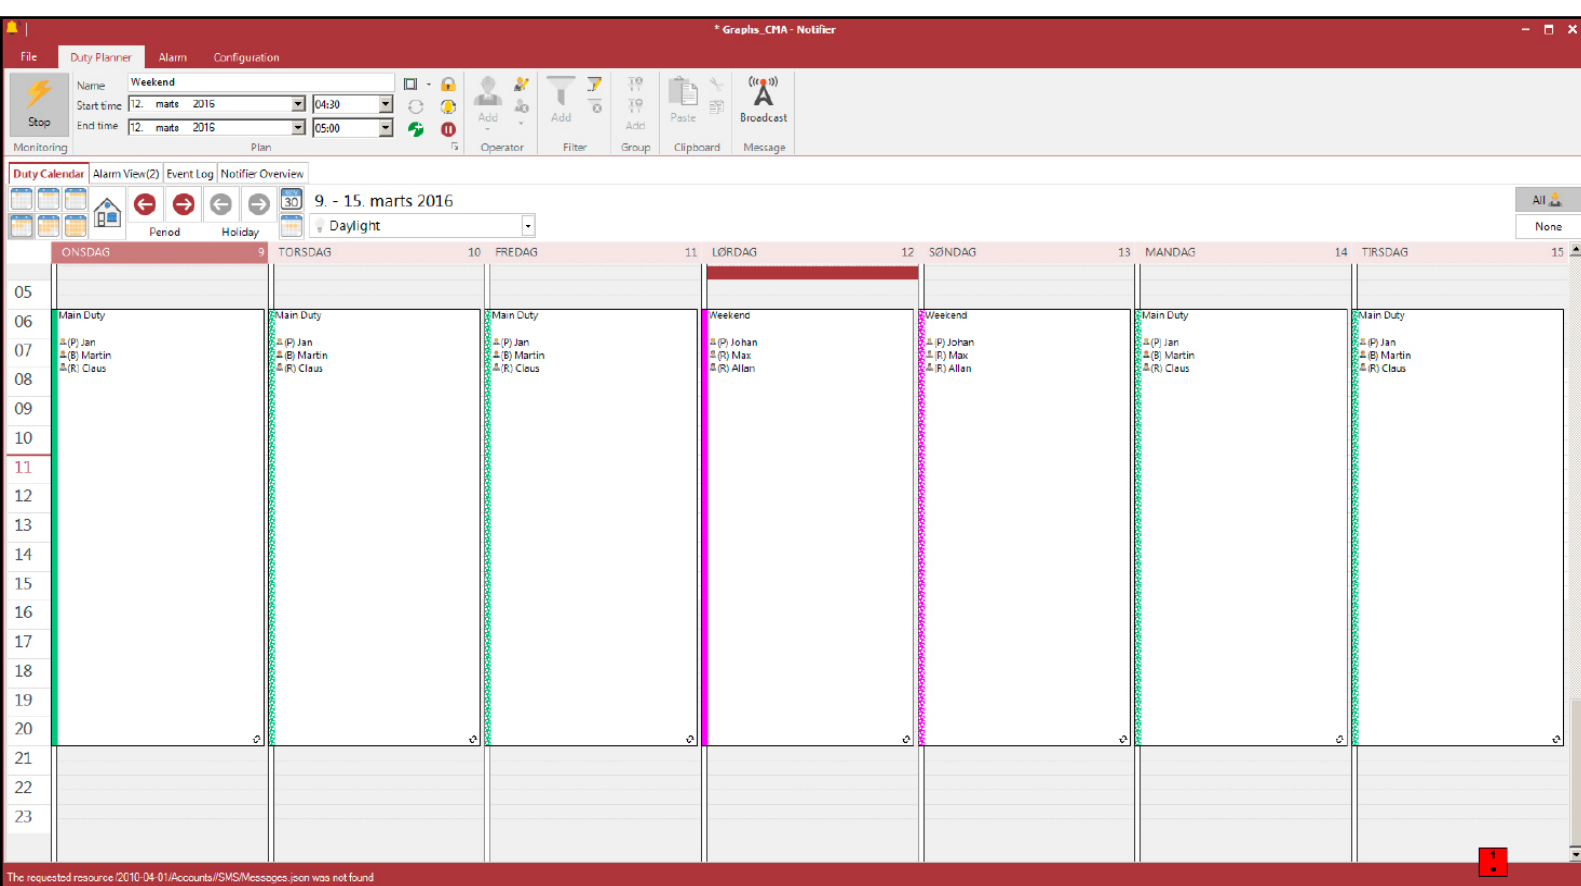 * Graphs_CMA - Notifier
File Duty Planner Alarm Configuration
Name Weekend
Start time 12. marts 2016 04:30
End time 12. marts 2016 05:00
Stop
Add Add Add Paste Broadcast
Monitoring Plan Operator Filter Group Clipboard Message
Duty Calendar Alarm View(2) Event Log Notifier Overview
NOV 30 9. - 15. marts 2016 All
Period Holiday Daylight None
ONSDAG 9 TORSDAG 10 FREDAG 11 LØRDAG 12 SØNDAG 13 MANDAG 14 TIRSDAG 15
05
06 Main Duty Main Duty Main Duty Weekend Weekend Main Duty Main Duty
(P) Jan (P) Jan (P) Jan (P) Johan (P) Johan (P) Jan (P) Jan
07 (B) Martin (B) Martin (B) Martin (R) Max (R) Max (B) Martin (B) Martin
(R) Claus (R) Claus (R) Claus (R) Allan (R) Allan (R) Claus (R) Claus
08
09
10
11
12
13
14
15
16
17
18
19
20
21
22
23
1
The requested resource /2010-04-01/Accounts//SMS/Messages.json was not found